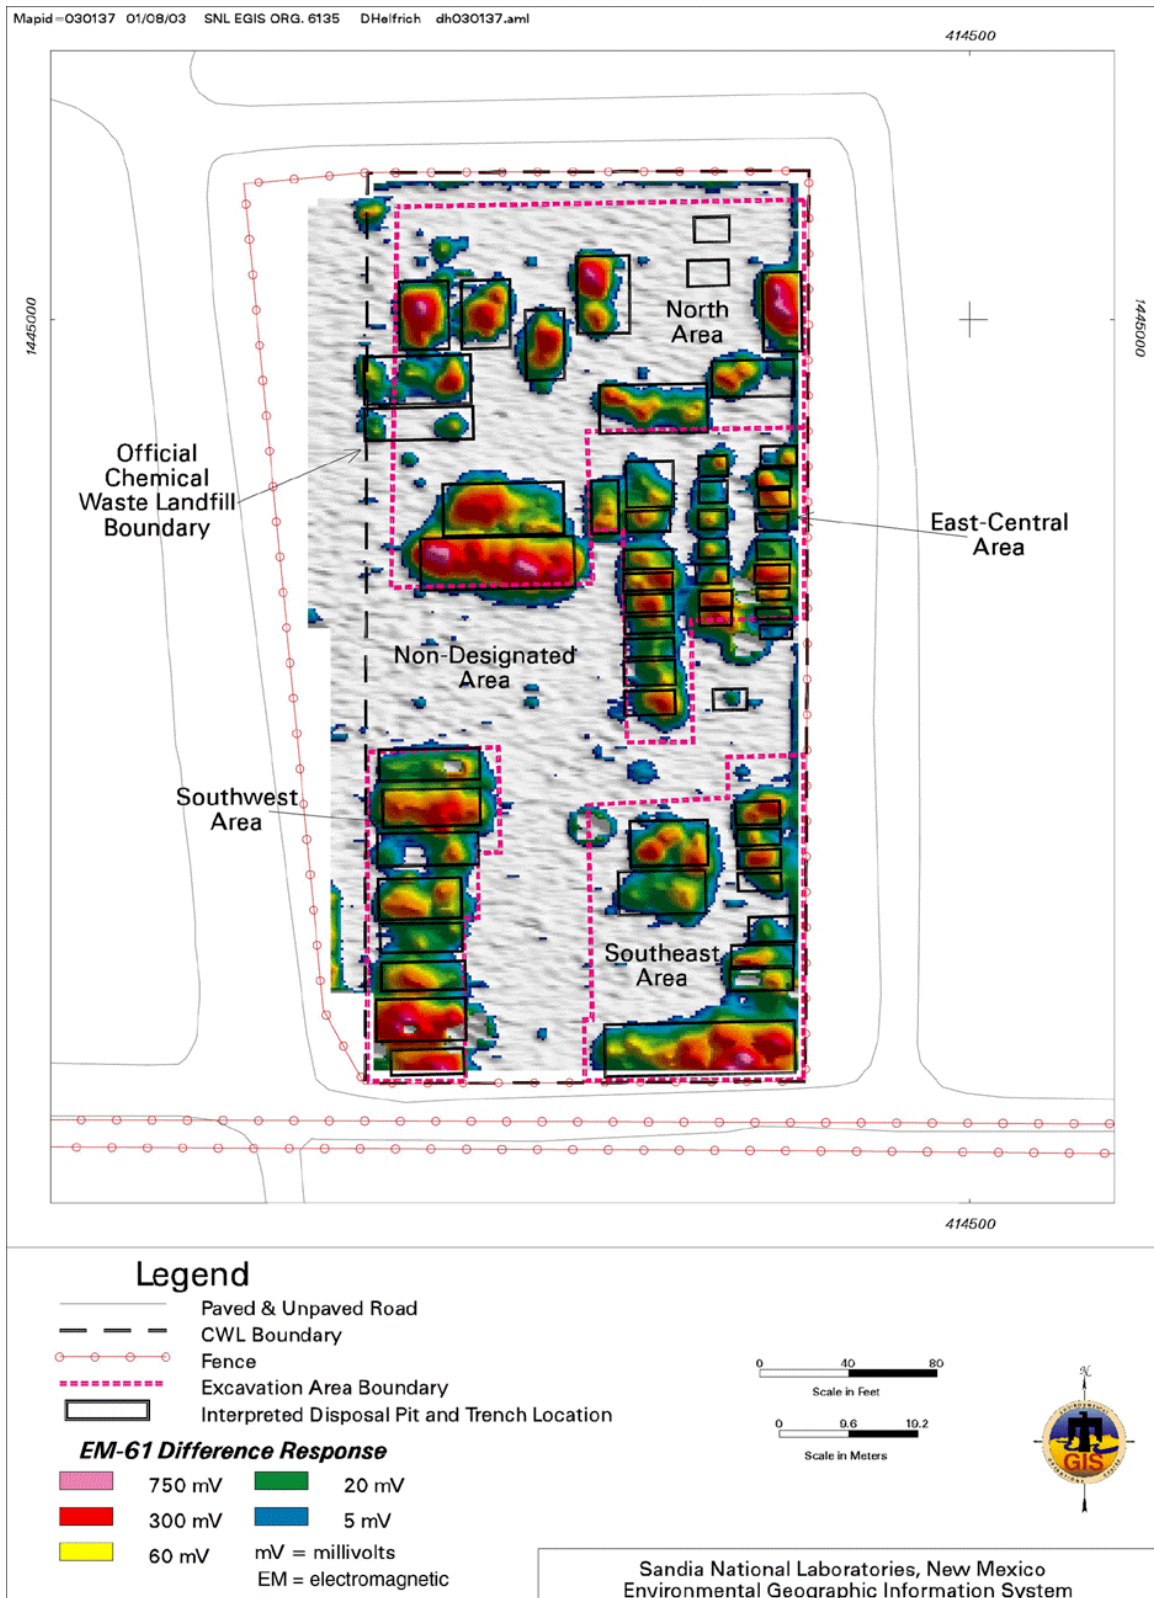 Mapid=030137 01/08/03 SNL EGIS ORG. 6135 DHelfrich dh030137.aml
414500
1445000
1445000
North
Area
Official
Chemical
Waste Landfill
Boundary
East-Central
Area
Non-Designated
Area
Southwest
Area
Southeast
Area
414500
Legend
Paved & Unpaved Road
CWL Boundary
Fence
Excavation Area Boundary
Interpreted Disposal Pit and Trench Location
EM-61 Difference Response
750 mV
20 mV
300 mV
5 mV
60 mV
mV = millivolts
EM = electromagnetic
0 40 80
Scale in Feet
0 9.6 19.2
Scale in Meters
N
GIS
Sandia National Laboratories, New Mexico
Environmental Geographic Information System